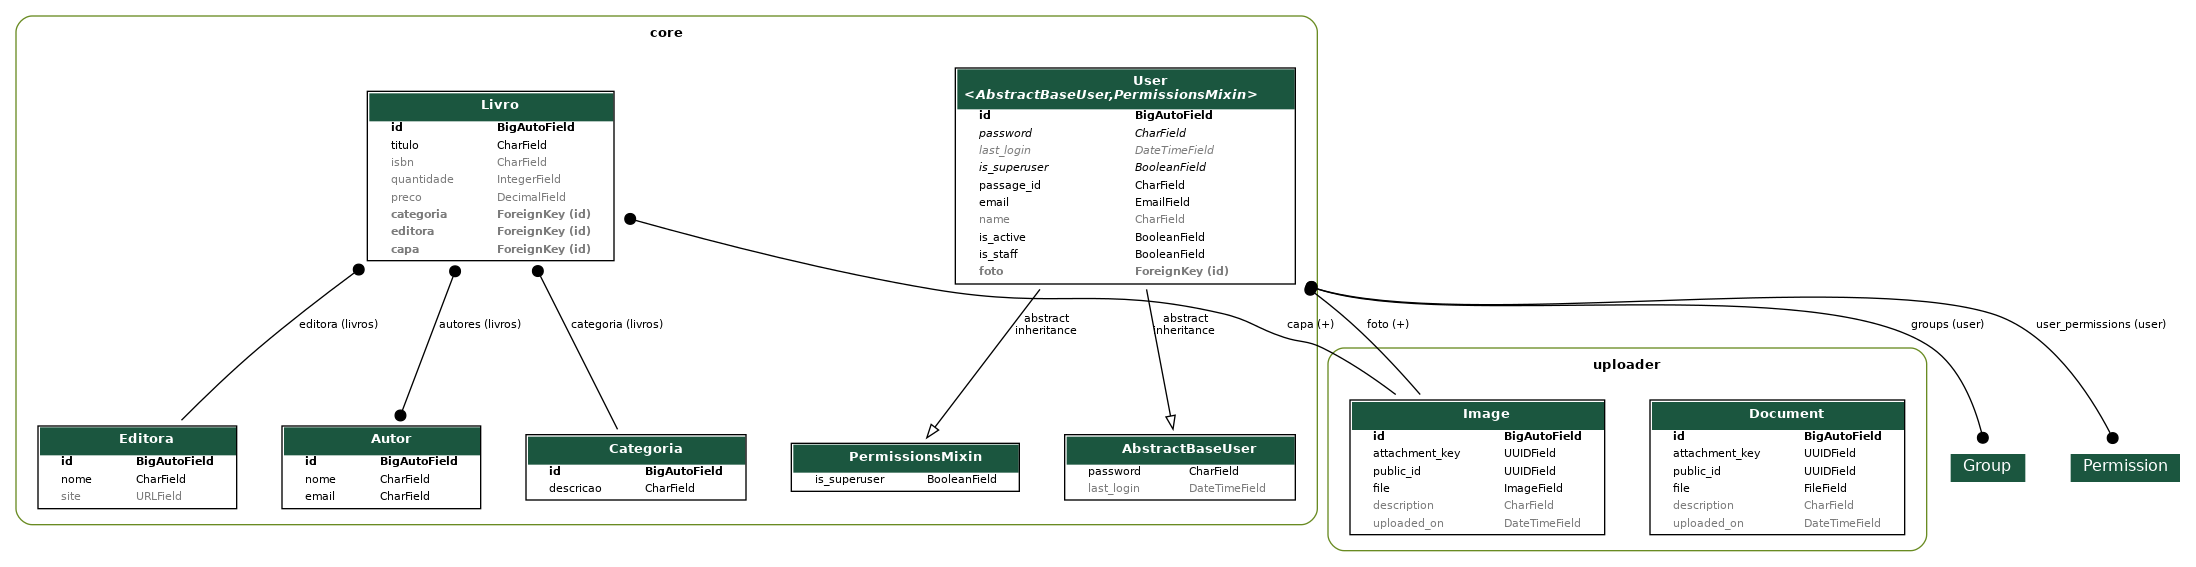 core
Livro
id BigAutoField
titulo CharField
isbn CharField
quantidade IntegerField
preco DecimalField
categoria ForeignKey (id)
editora ForeignKey (id)
capa ForeignKey (id)
User
<AbstractBaseUser,PermissionsMixin>
id BigAutoField
password CharField
last_login DateTimeField
is_superuser BooleanField
passage_id CharField
email EmailField
name CharField
is_active BooleanField
is_staff BooleanField
foto ForeignKey (id)
editora (livros)
autores (livros)
categoria (livros)
abstract
inheritance
abstract
inheritance
capa (+)
foto (+)
groups (user)
user_permissions (user)
Editora
id BigAutoField
nome CharField
site URLField
Autor
id BigAutoField
nome CharField
email CharField
Categoria
id BigAutoField
descricao CharField
PermissionsMixin
is_superuser BooleanField
AbstractBaseUser
password CharField
last_login DateTimeField
uploader
Image
id BigAutoField
attachment_key UUIDField
public_id UUIDField
file ImageField
description CharField
uploaded_on DateTimeField
Document
id BigAutoField
attachment_key UUIDField
public_id UUIDField
file FileField
description CharField
uploaded_on DateTimeField
Group
Permission